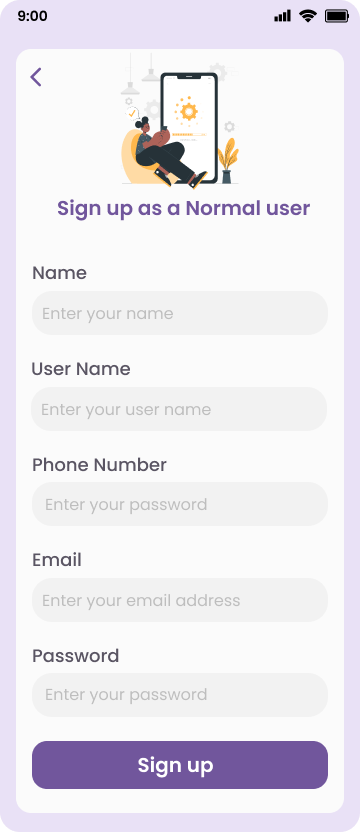 9:00
Sign up as a Normal user
Name
Enter your name
User Name
Enter your user name
Phone Number
Enter your password
Email
Enter your email address
Password
Enter your password
Sign up